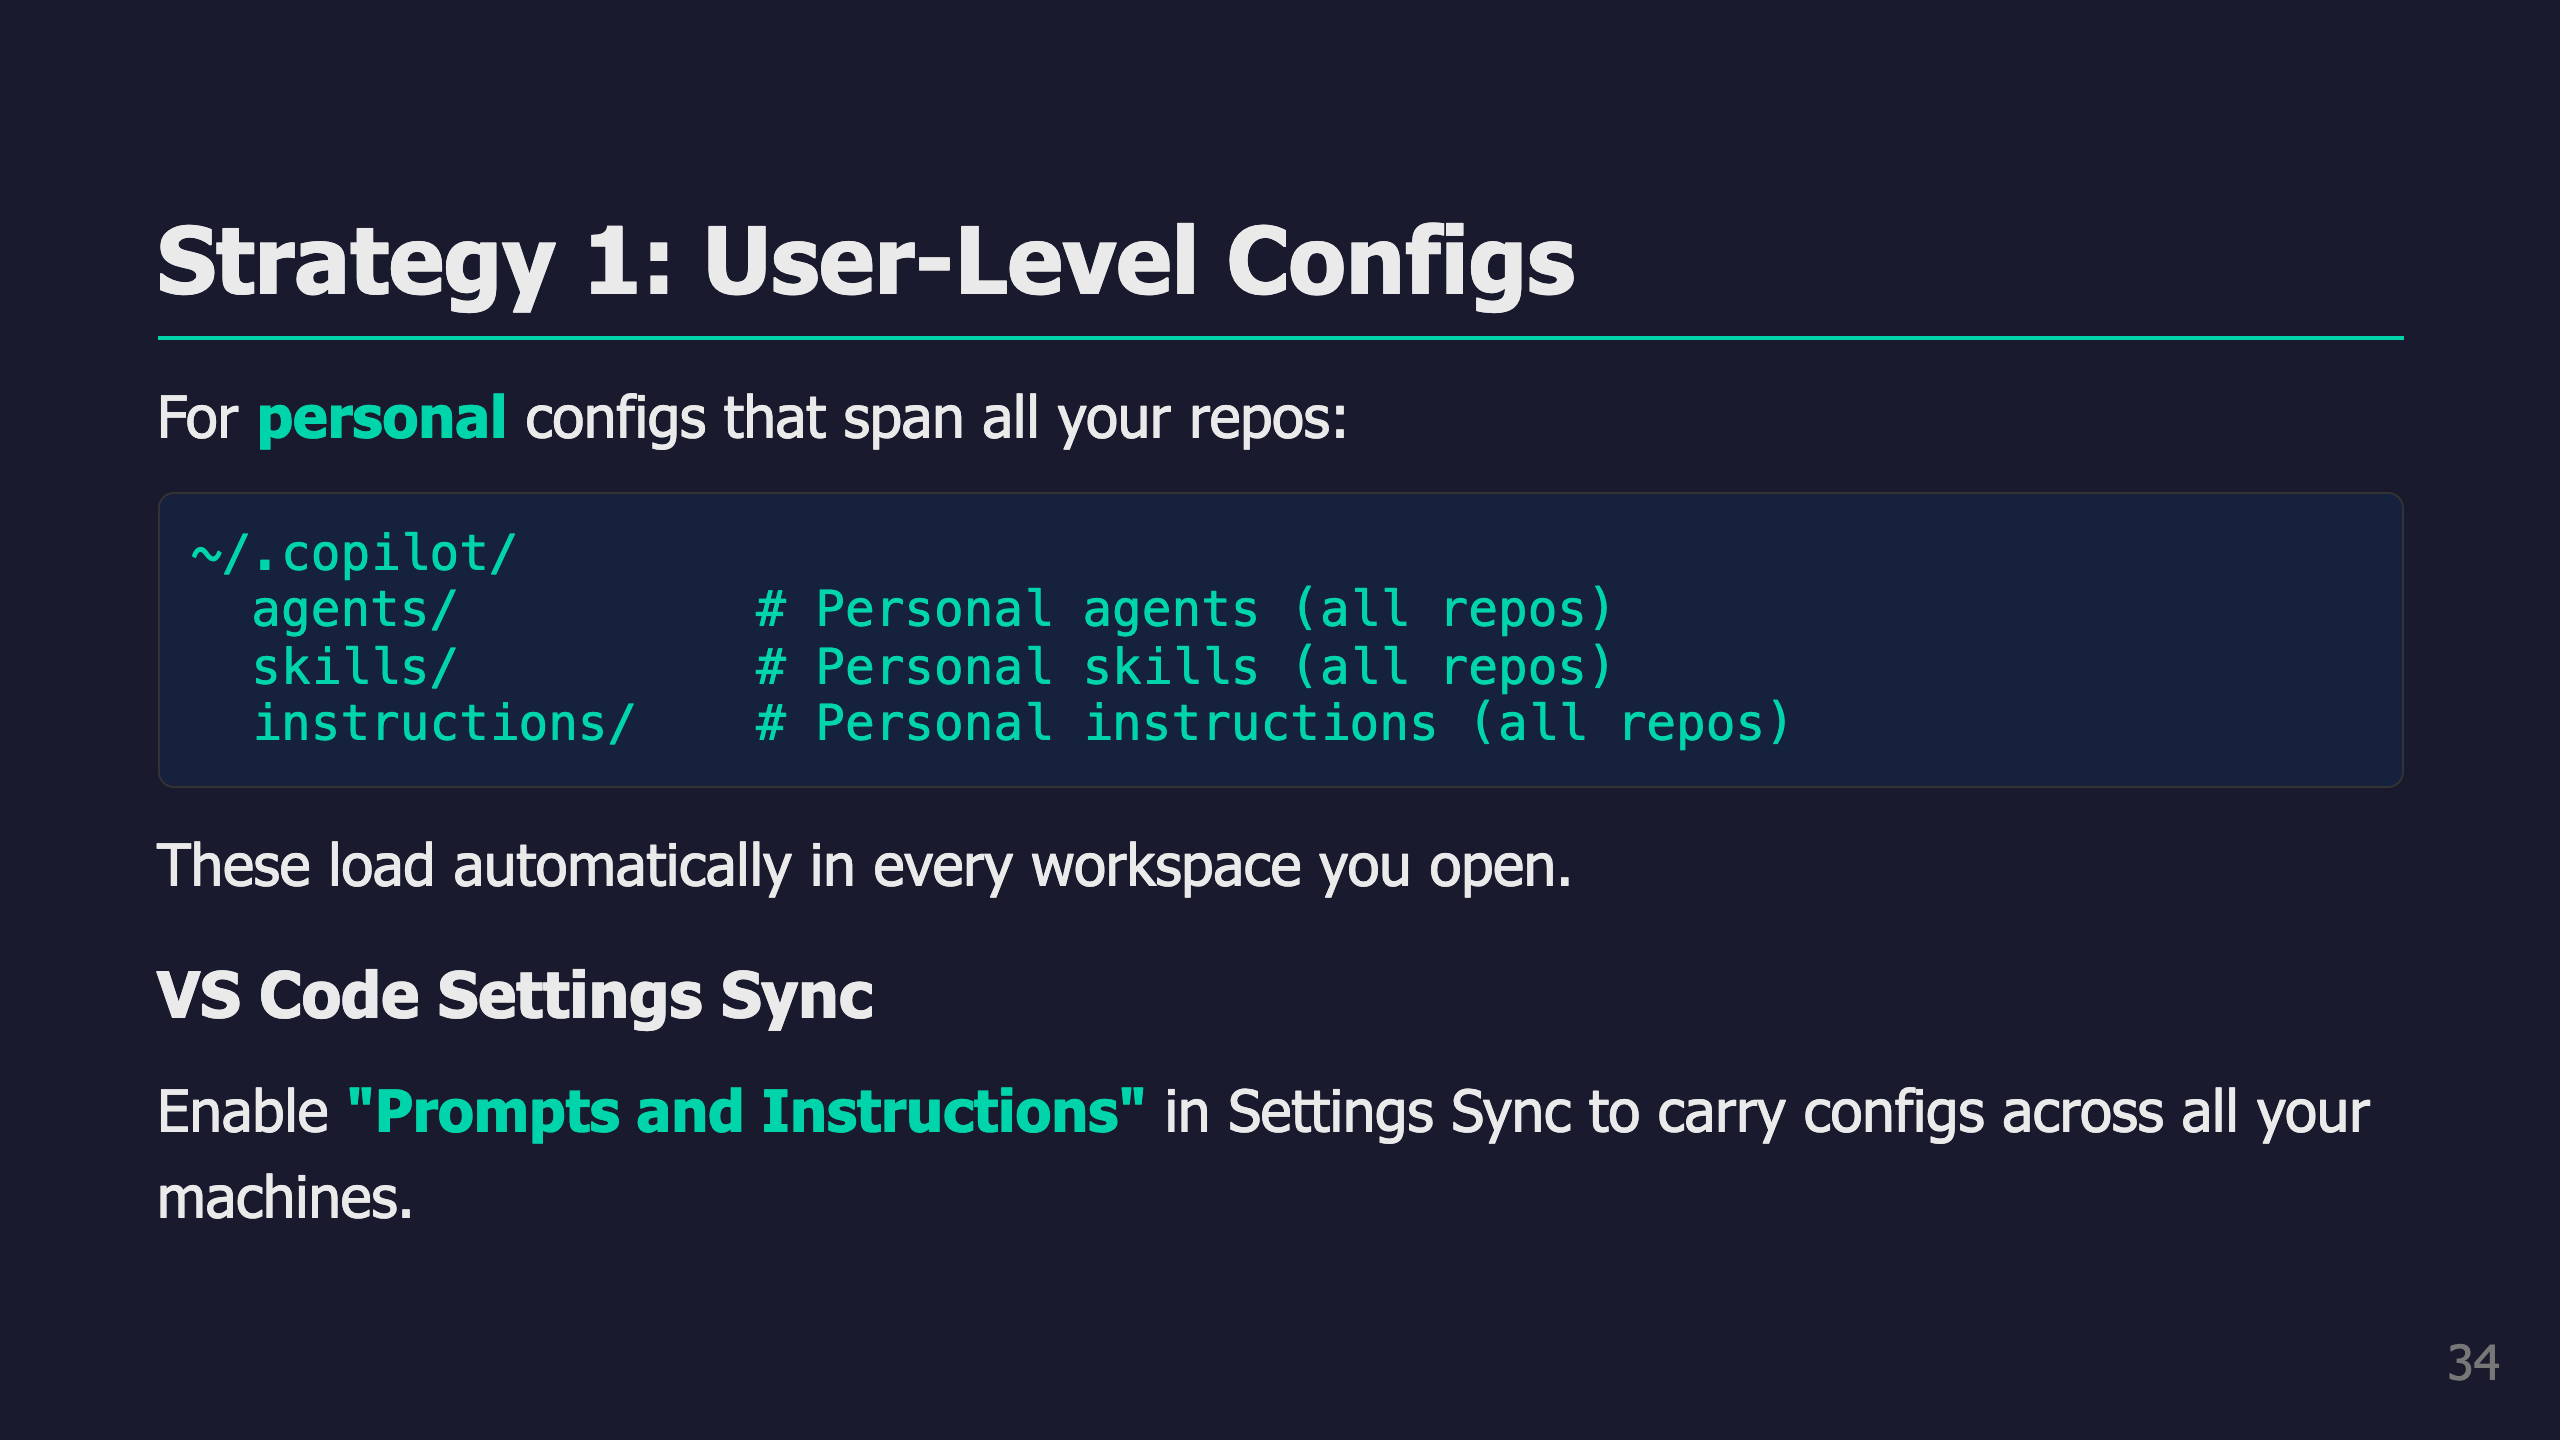 Strategy 1: User-Level Configs
For personal configs that span all your repos:
~/.copilot/
  agents/          # Personal agents (all repos)
  skills/          # Personal skills (all repos)
  instructions/    # Personal instructions (all repos)
These load automatically in every workspace you open.
VS Code Settings Sync
Enable "Prompts and Instructions" in Settings Sync to carry configs across all your
machines.
34